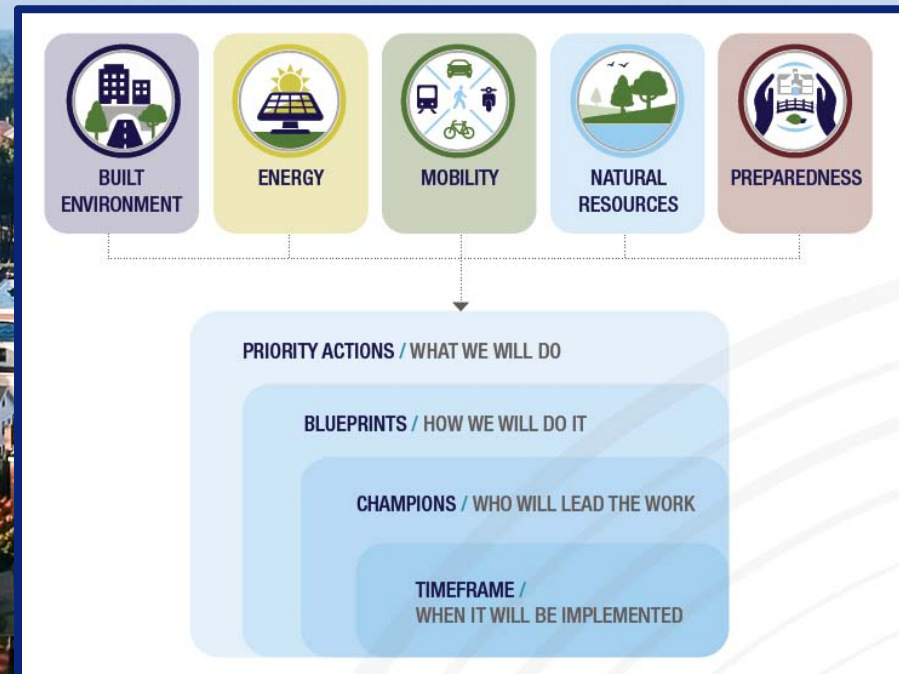 BUILT
ENVIRONMENT
ENERGY
MOBILITY
NATURAL
RESOURCES
PREPAREDNESS
PRIORITY ACTIONS / WHAT WE WILL DO
BLUEPRINTS / HOW WE WILL DO IT
CHAMPIONS / WHO WILL LEAD THE WORK
TIMEFRAME /
WHEN IT WILL BE IMPLEMENTED